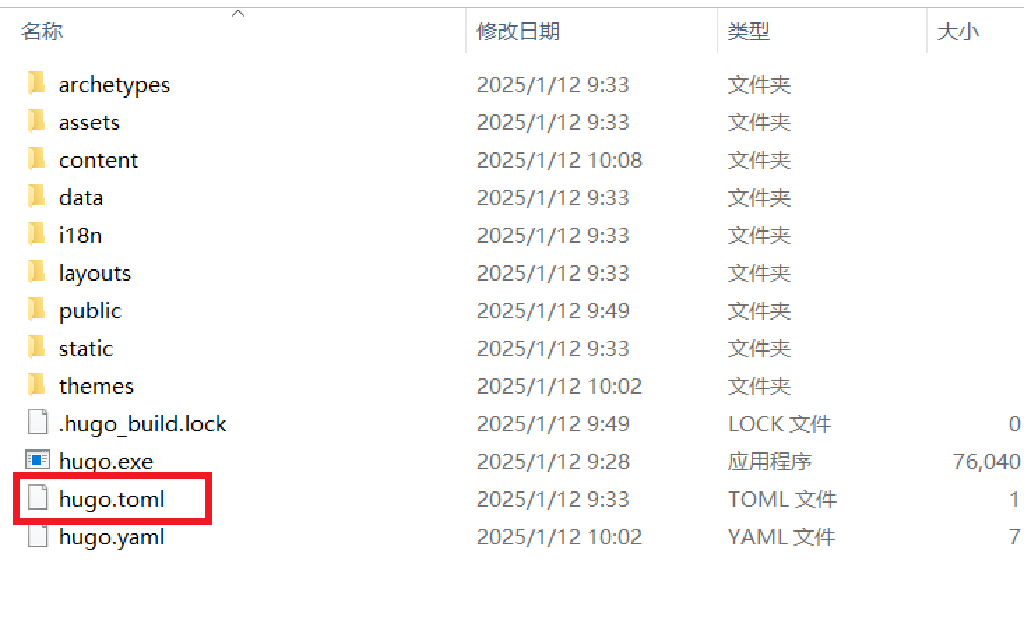 名称 修改日期 类型 大小
archetypes 2025/1/12 9:33 文件夹
assets 2025/1/12 9:33 文件夹
content 2025/1/12 10:08 文件夹
data 2025/1/12 9:33 文件夹
i18n 2025/1/12 9:33 文件夹
layouts 2025/1/12 9:33 文件夹
public 2025/1/12 9:49 文件夹
static 2025/1/12 9:33 文件夹
themes 2025/1/12 10:02 文件夹
.hugo_build.lock 2025/1/12 9:49 LOCK 文件 0
hugo.exe 2025/1/12 9:28 应用程序 76,040
hugo.toml 2025/1/12 9:33 TOML 文件 1
hugo.yaml 2025/1/12 10:02 YAML 文件 7